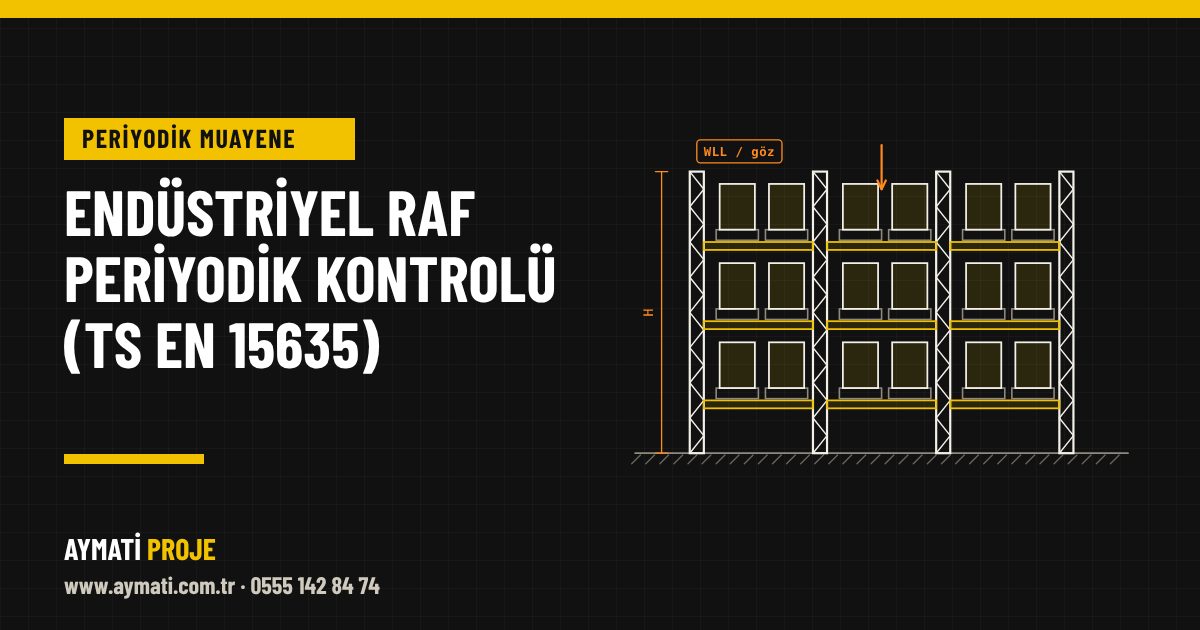 PERİYODİK MUAYENE
ENDÜSTRİYEL RAF
PERİYODİK KONTROLÜ
(TS EN 15635)
WLL / göz
H
AYMATİ PROJE
www.aymati.com.tr · 0555 142 84 74